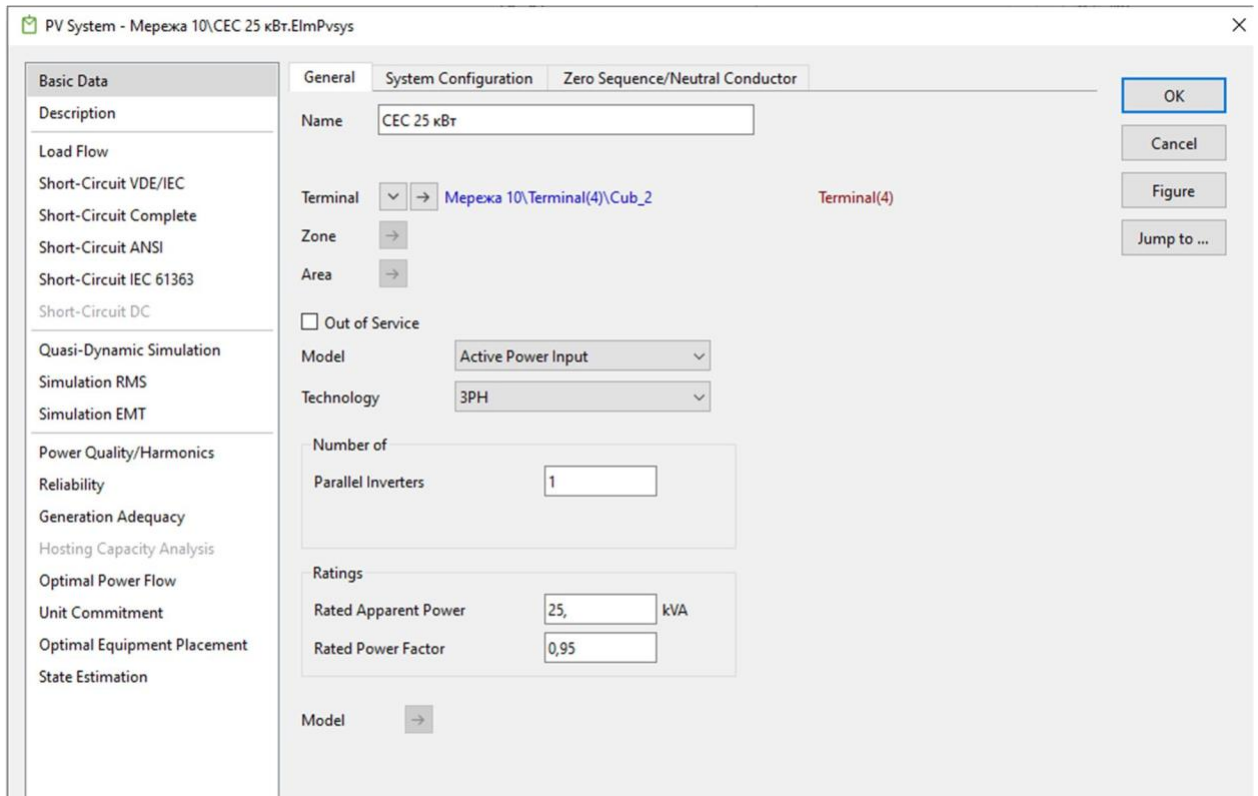 PV System - Мережа 10\СЕС 25 кВт.ElmPvsys
Basic Data
Description
Load Flow
Short-Circuit VDE/IEC
Short-Circuit Complete
Short-Circuit ANSI
Short-Circuit IEC 61363
Short-Circuit DC
Quasi-Dynamic Simulation
Simulation RMS
Simulation EMT
Power Quality/Harmonics
Reliability
Generation Adequacy
Hosting Capacity Analysis
Optimal Power Flow
Unit Commitment
Optimal Equipment Placement
State Estimation
General System Configuration Zero Sequence/Neutral Conductor
Name СЕС 25 кВт
Terminal Мережа 10\Terminal(4)\Cub_2 Terminal(4)
Zone
Area
Out of Service
Model Active Power Input
Technology 3PH
Number of
Parallel Inverters 1
Ratings
Rated Apparent Power 25, kVA
Rated Power Factor 0,95
Model
OK
Cancel
Figure
Jump to ...